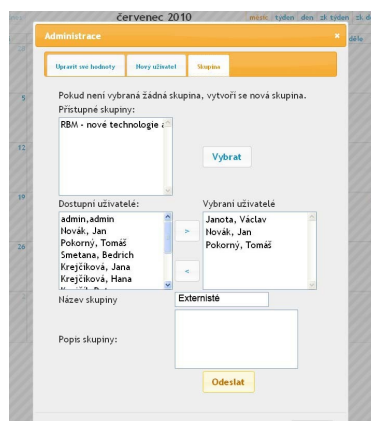 červenec 2010
měsíc týden den
Administrace
Upravit své hodnoty Nový uživatel Skupina
Pokud není vybraná žádná skupina, vytvoří se nová skupina.
Přístupné skupiny:
RBM - nové technologie a
Vybrat
Dostupní uživatelé: Vybraní uživatelé
admin,admin
Novák, Jan
Pokorný, Tomáš
Smetana, Bedrich
Krejčíková, Jana
Krejčíková, Hana
>
<
Janota, Václav
Novák, Jan
Pokorný, Tomáš
Název skupiny Externisté
Popis skupiny:
Odeslat
5
12
19
26